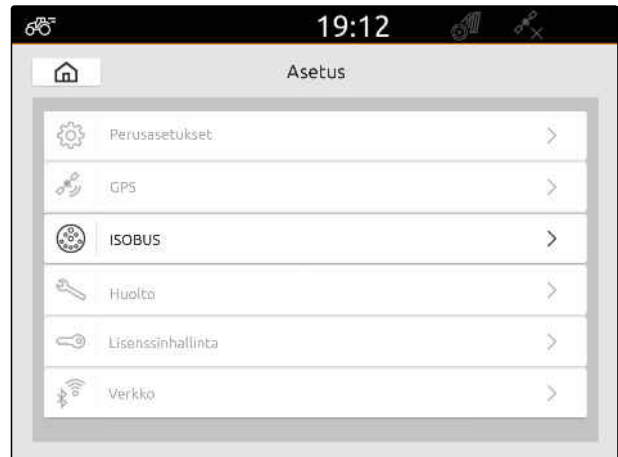 19:12
Asetus
Perusasetukset
GPS
ISOBUS
Huolto
Lisenssinhallinta
Verkko